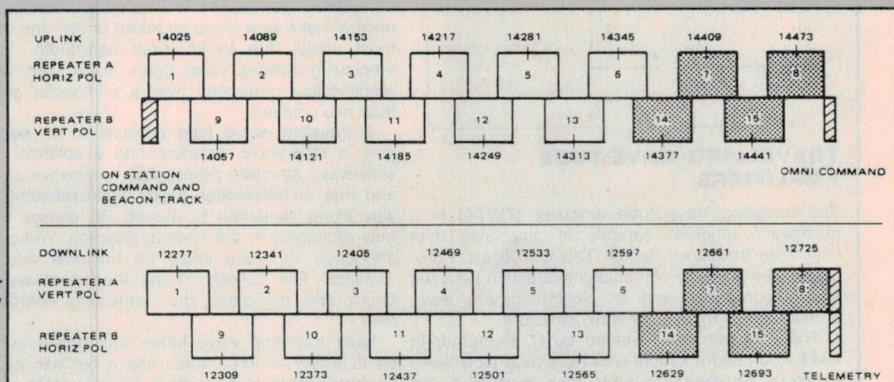 UPLINK
14025 14089 14153 14217 14281 14345 14409 14473
REPEATER A
HORIZ POL
1 2 3 4 5 6 7 8
REPEATER B
VERT POL
9 10 11 12 13 14 15
14057 14121 14185 14249 14313 14377 14441
ON STATION
COMMAND AND
BEACON TRACK
OMNI COMMAND
DOWNLINK
12277 12341 12405 12469 12533 12597 12661 12725
REPEATER A
VERT POL
1 2 3 4 5 6 7 8
REPEATER B
HORIZ POL
9 10 11 12 13 14 15
12309 12373 12437 12501 12565 12629 12693
TELEMETRY